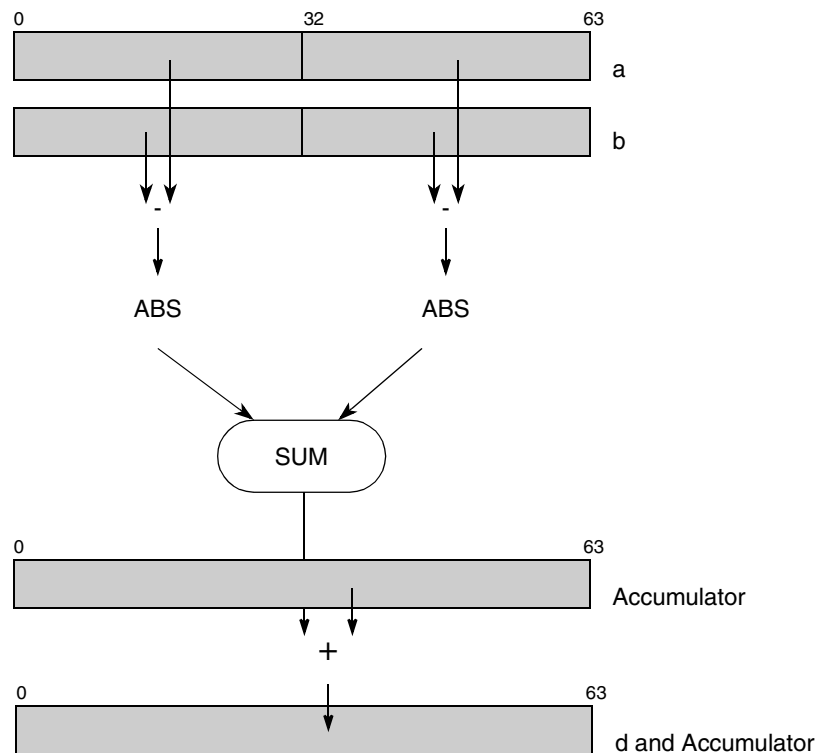 0 32 63
a
b
- -
ABS ABS
SUM
0 63
Accumulator
+
0 63
d and Accumulator